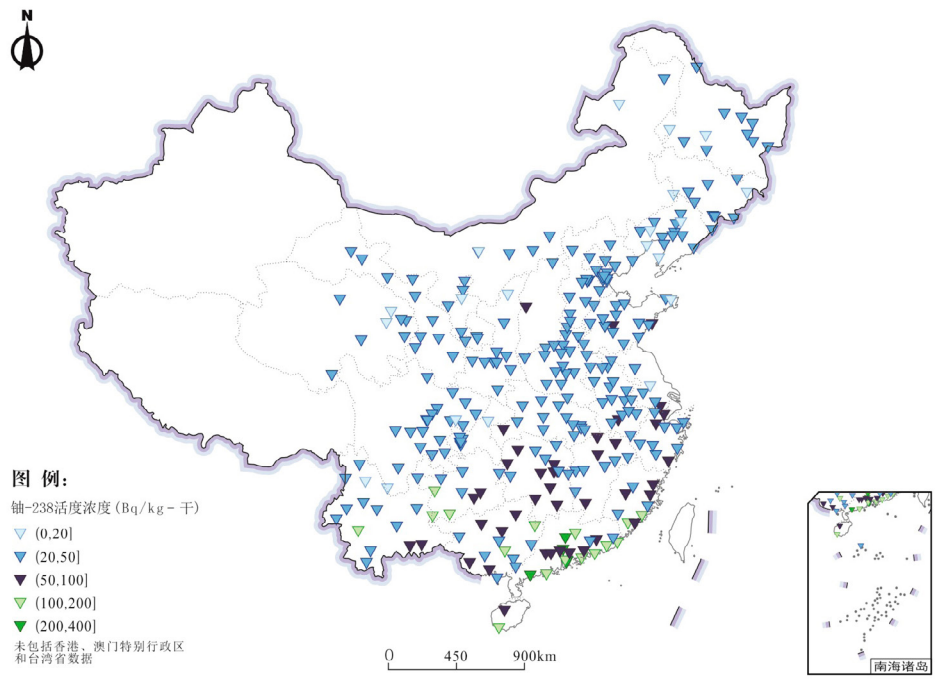 N
图 例：
铀-238活度浓度(Bq/kg-干)
(0,20]
(20,50]
(50,100]
(100,200]
(200,400]
未包括香港、澳门特别行政区
和台湾省数据
0 450 900km
南海诸岛